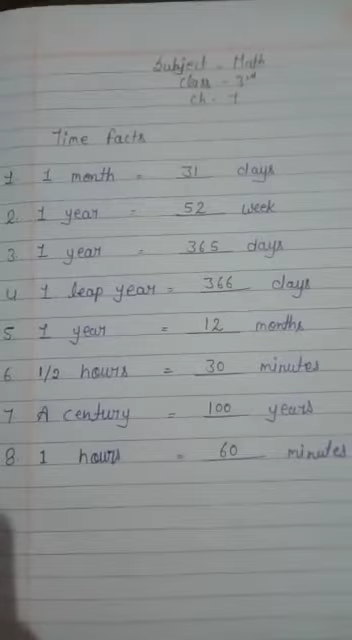 Subject - Math
Class - 3rd
Ch - 7
Time facts
1. 1 month = 31 days
2. 1 year = 52 week
3. 1 year = 365 days
4 1 leap year = 366 days
5 1 year = 12 months
6 1/2 hours = 30 minutes
7 A century = 100 years
8 1 hours = 60 minutes